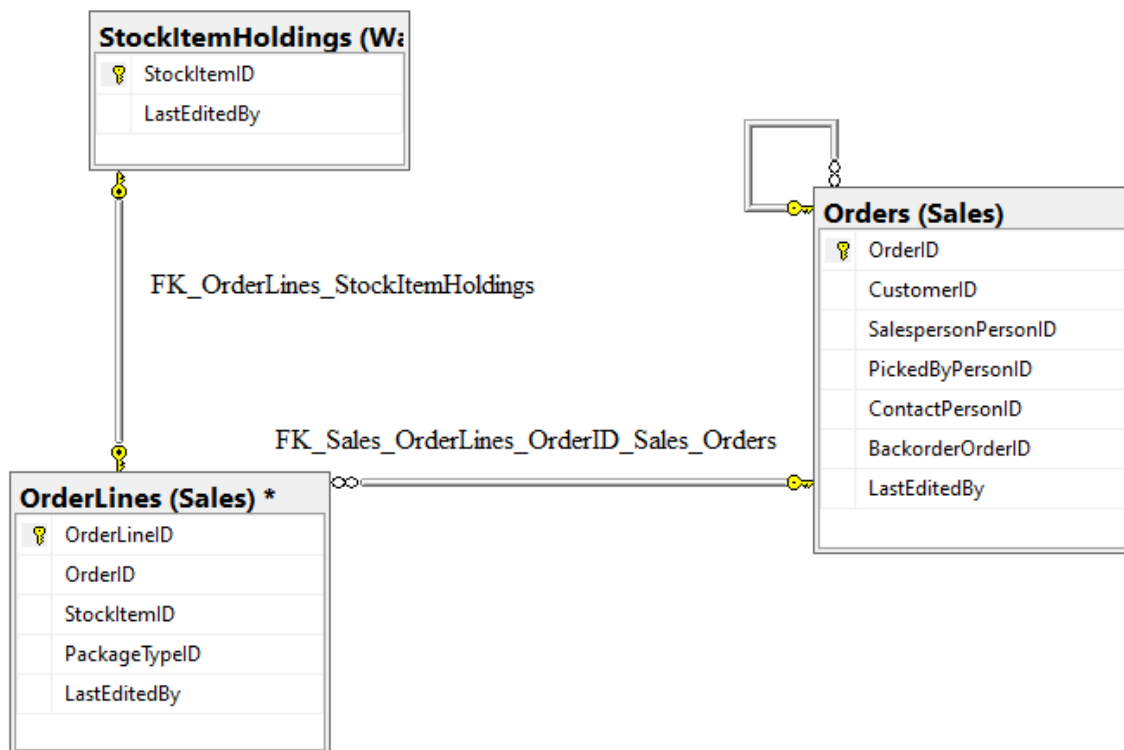 StockItemHoldings (Wa
StockItemID
LastEditedBy
FK_OrderLines_StockItemHoldings
Orders (Sales)
OrderID
CustomerID
SalespersonPersonID
PickedByPersonID
ContactPersonID
BackorderOrderID
LastEditedBy
FK_Sales_OrderLines_OrderID_Sales_Orders
OrderLines (Sales) *
OrderLineID
OrderID
StockItemID
PackageTypeID
LastEditedBy